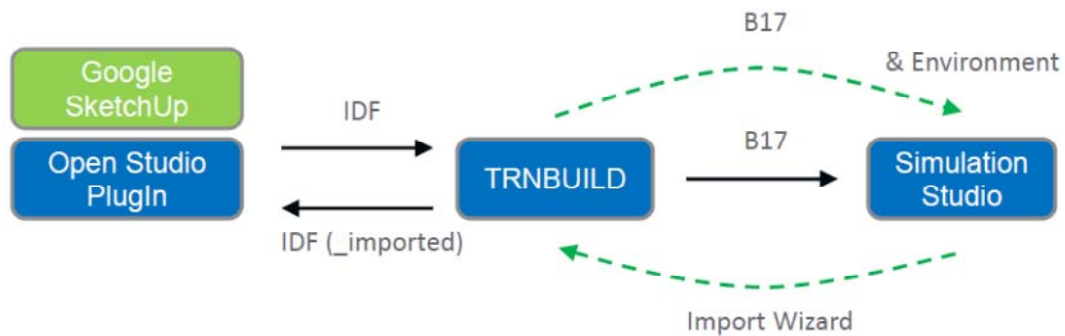 B17
& Environment
Google
SketchUp
IDF
B17
Open Studio
PlugIn
TRNBUILD
Simulation
Studio
IDF (_imported)
Import Wizard